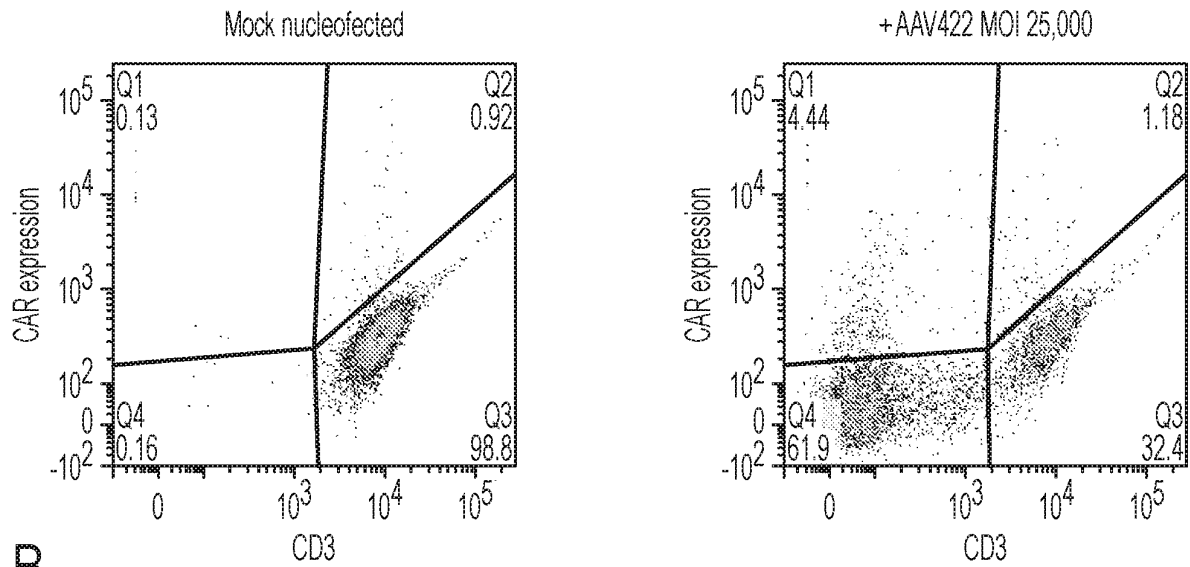 Mock nucleofected
Q1
0.13
Q2
0.92
Q4
0.16
Q3
98.8
10^5
10^4
10^3
10^2
0
-10^2
CAR expression
0
10^3
10^4
10^5
CD3
+AAV422 MOI 25,000
Q1
4.44
Q2
1.18
Q4
61.9
Q3
32.4
10^5
10^4
10^3
10^2
0
-10^2
CAR expression
0
10^3
10^4
10^5
CD3